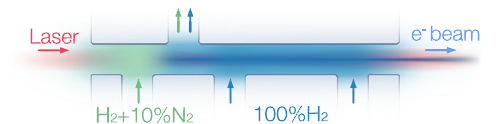 Laser
e⁻ beam
H₂+10%N₂
100%H₂